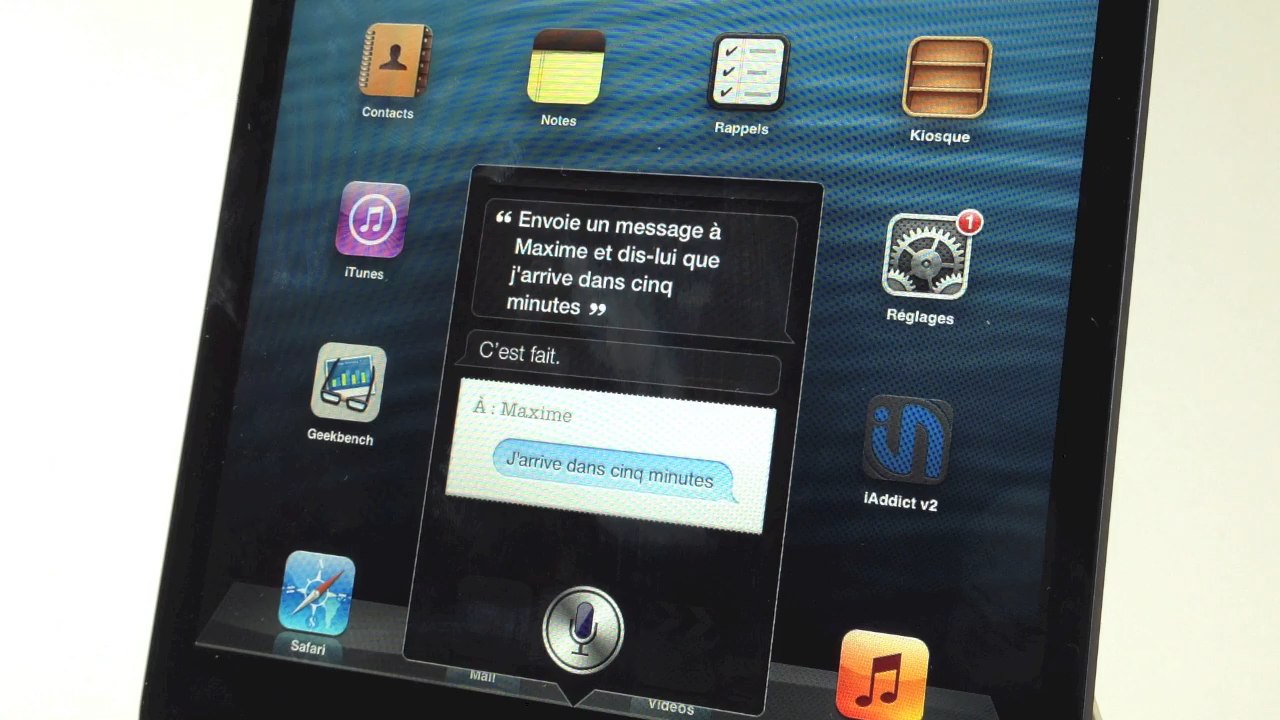 Contacts
Notes
Rappels
Kiosque
“ Envoie un message à
Maxime et dis-lui que
j'arrive dans cinq
minutes ”
iTunes
1
Réglages
C'est fait.
À : Maxime
J'arrive dans cinq minutes
Geekbench
iAddict v2
Safari
Mail
Vidéos